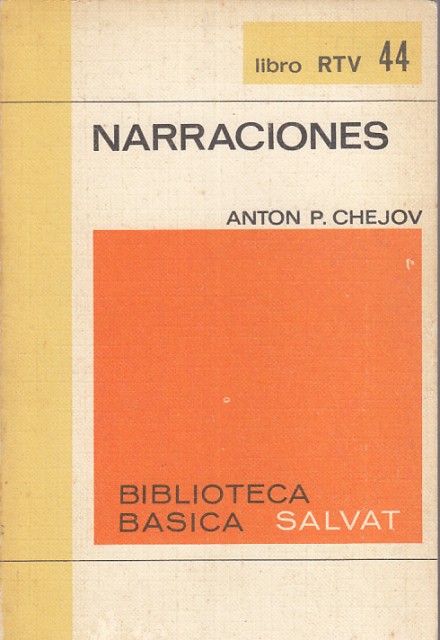 libro RTV 44
NARRACIONES
ANTON P. CHEJOV
BIBLIOTECA
BASICA SALVAT